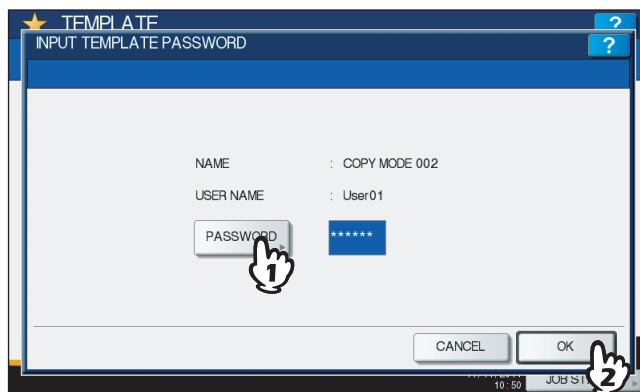 TEMPLATE
?
INPUT TEMPLATE PASSWORD
?
NAME : COPY MODE 002
USER NAME : User01
PASSWORD ******
1
CANCEL
OK
2
10:50
JOB